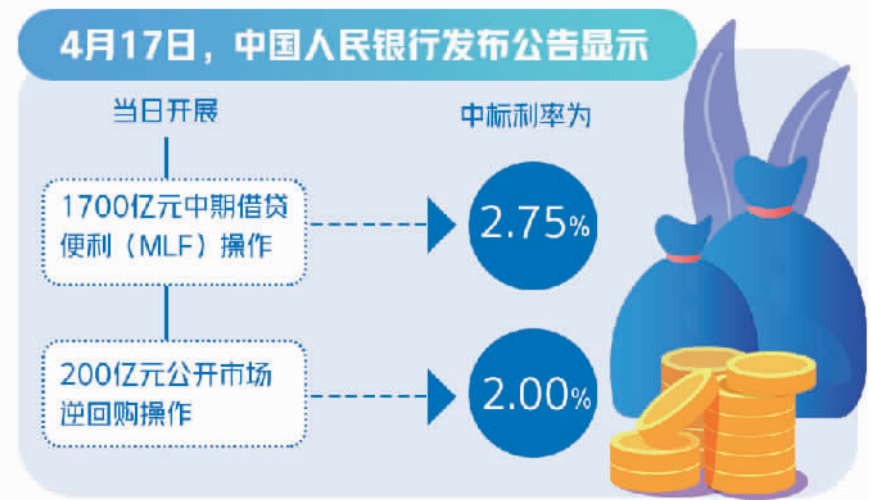 4月17日，中国人民银行发布公告显示
当日开展
中标利率为
1700亿元中期借贷
便利（MLF）操作
2.75%
200亿元公开市场
逆回购操作
2.00%